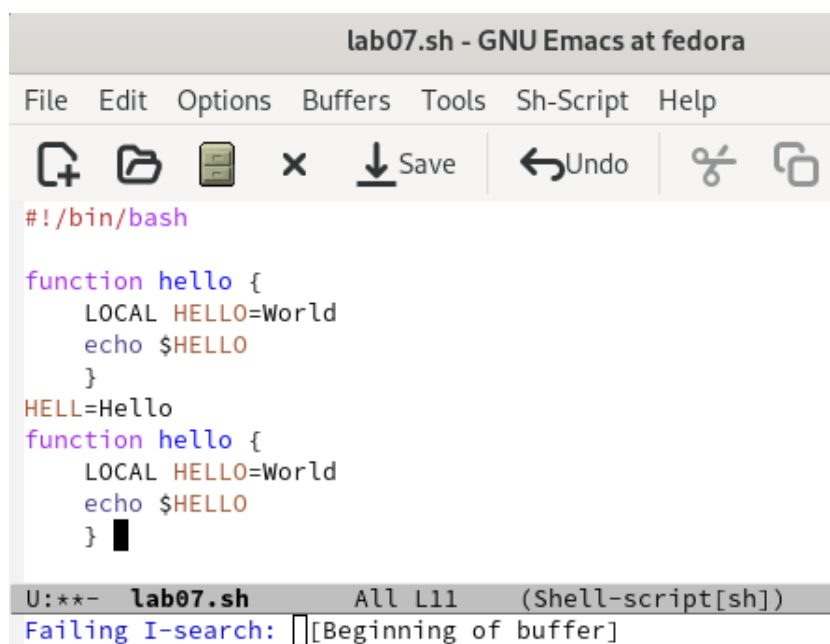 lab07.sh - GNU Emacs at fedora
File Edit Options Buffers Tools Sh-Script Help
Save Undo
#!/bin/bash
function hello {
LOCAL HELLO=World
echo $HELLO
}
HELL=Hello
function hello {
LOCAL HELLO=World
echo $HELLO
}
U:**- lab07.sh All L11 (Shell-script[sh])
Failing I-search: [Beginning of buffer]